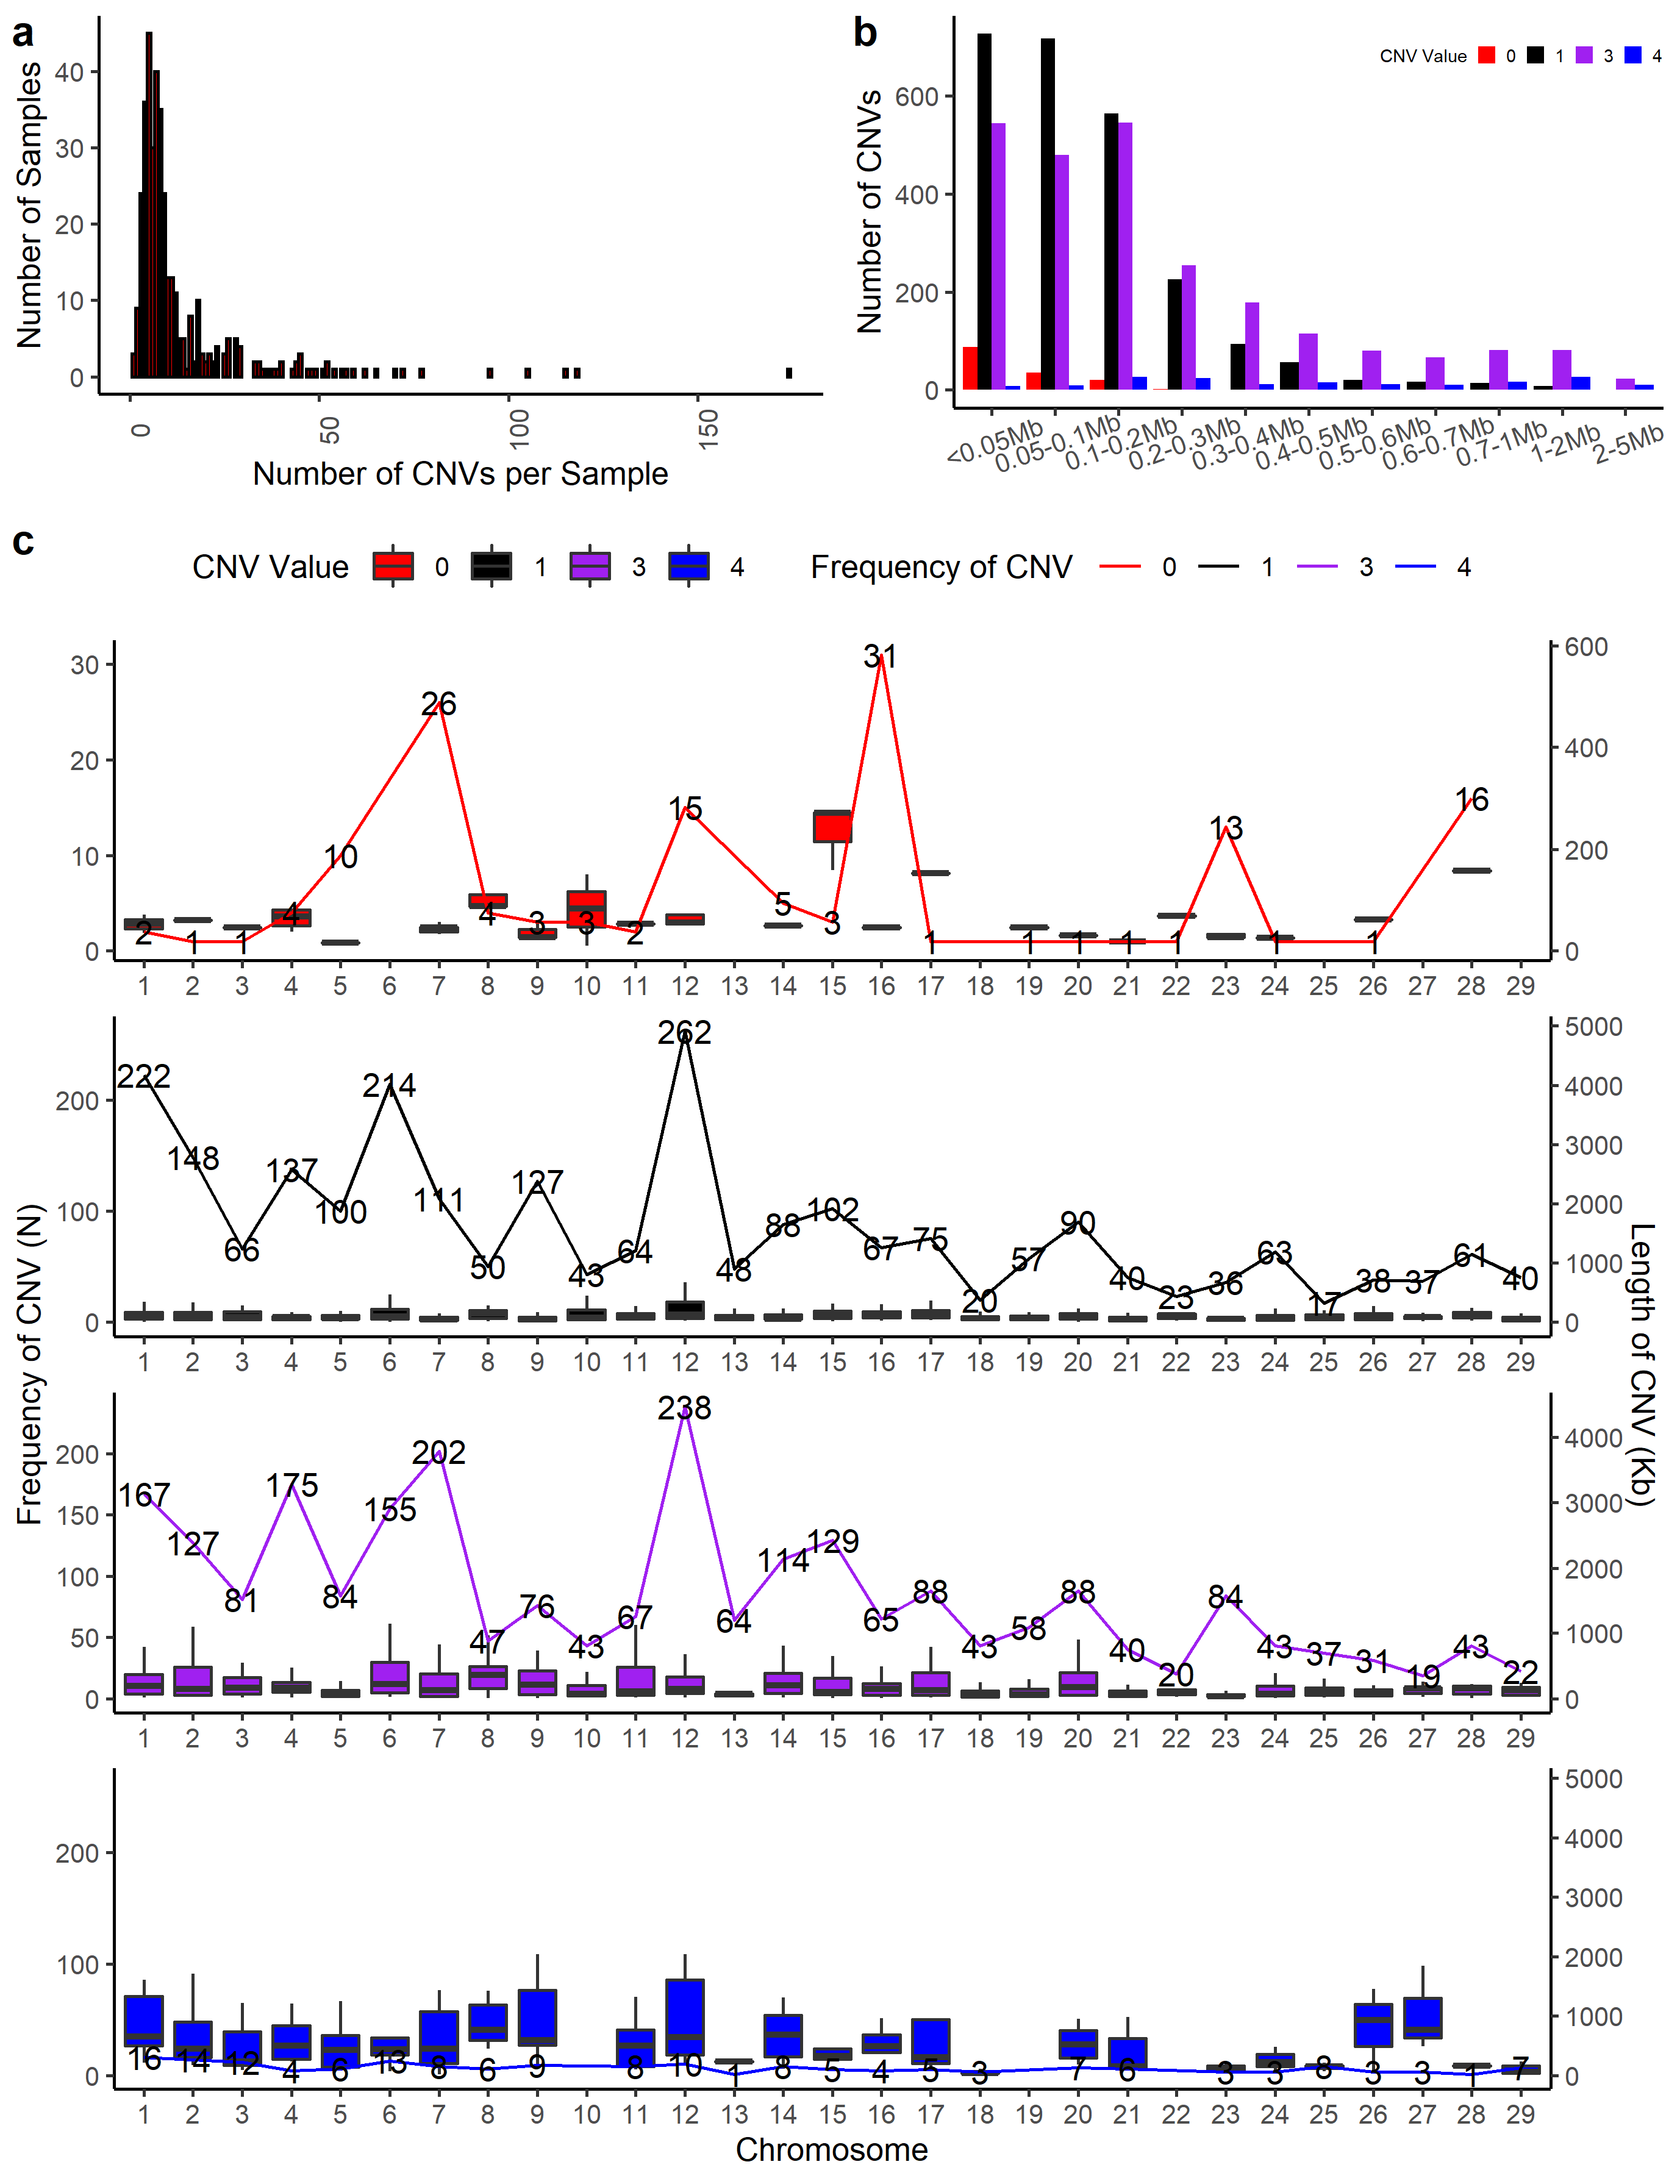 a
Number of Samples
40
30
20
10
0
0
50
100
150
Number of CNVs per Sample
b
CNV Value 0 1 3 4
Number of CNVs
600
400
200
0
<0.05Mb
0.05-0.1Mb
0.1-0.2Mb
0.2-0.3Mb
0.3-0.4Mb
0.4-0.5Mb
0.5-0.6Mb
0.6-0.7Mb
0.7-1Mb
1-2Mb
2-5Mb
c
CNV Value 0 1 3 4 Frequency of CNV 0 1 3 4
Frequency of CNV (N)
Length of CNV (Kb)
30
20
10
0
600
400
200
0
2 1 1 4 10 26 4 3 3 2 15 5 3 31 1 1 1 1 1 13 1 1 16
1 2 3 4 5 6 7 8 9 10 11 12 13 14 15 16 17 18 19 20 21 22 23 24 25 26 27 28 29
200
100
0
5000
4000
3000
2000
1000
0
222 148 66 137 100 214 111 50 127 43 64 262 48 88 102 67 75 20 57 90 40 23 36 63 17 38 37 61 40
1 2 3 4 5 6 7 8 9 10 11 12 13 14 15 16 17 18 19 20 21 22 23 24 25 26 27 28 29
200
150
100
50
0
4000
3000
2000
1000
0
167 127 81 175 84 155 202 47 76 43 67 238 64 114 129 65 88 43 58 88 40 20 84 43 37 31 19 43 22
1 2 3 4 5 6 7 8 9 10 11 12 13 14 15 16 17 18 19 20 21 22 23 24 25 26 27 28 29
200
100
0
5000
4000
3000
2000
1000
0
16 14 12 4 6 13 8 6 9 8 10 1 8 5 4 5 3 7 6 3 3 8 3 3 1 7
1 2 3 4 5 6 7 8 9 10 11 12 13 14 15 16 17 18 19 20 21 22 23 24 25 26 27 28 29
Chromosome